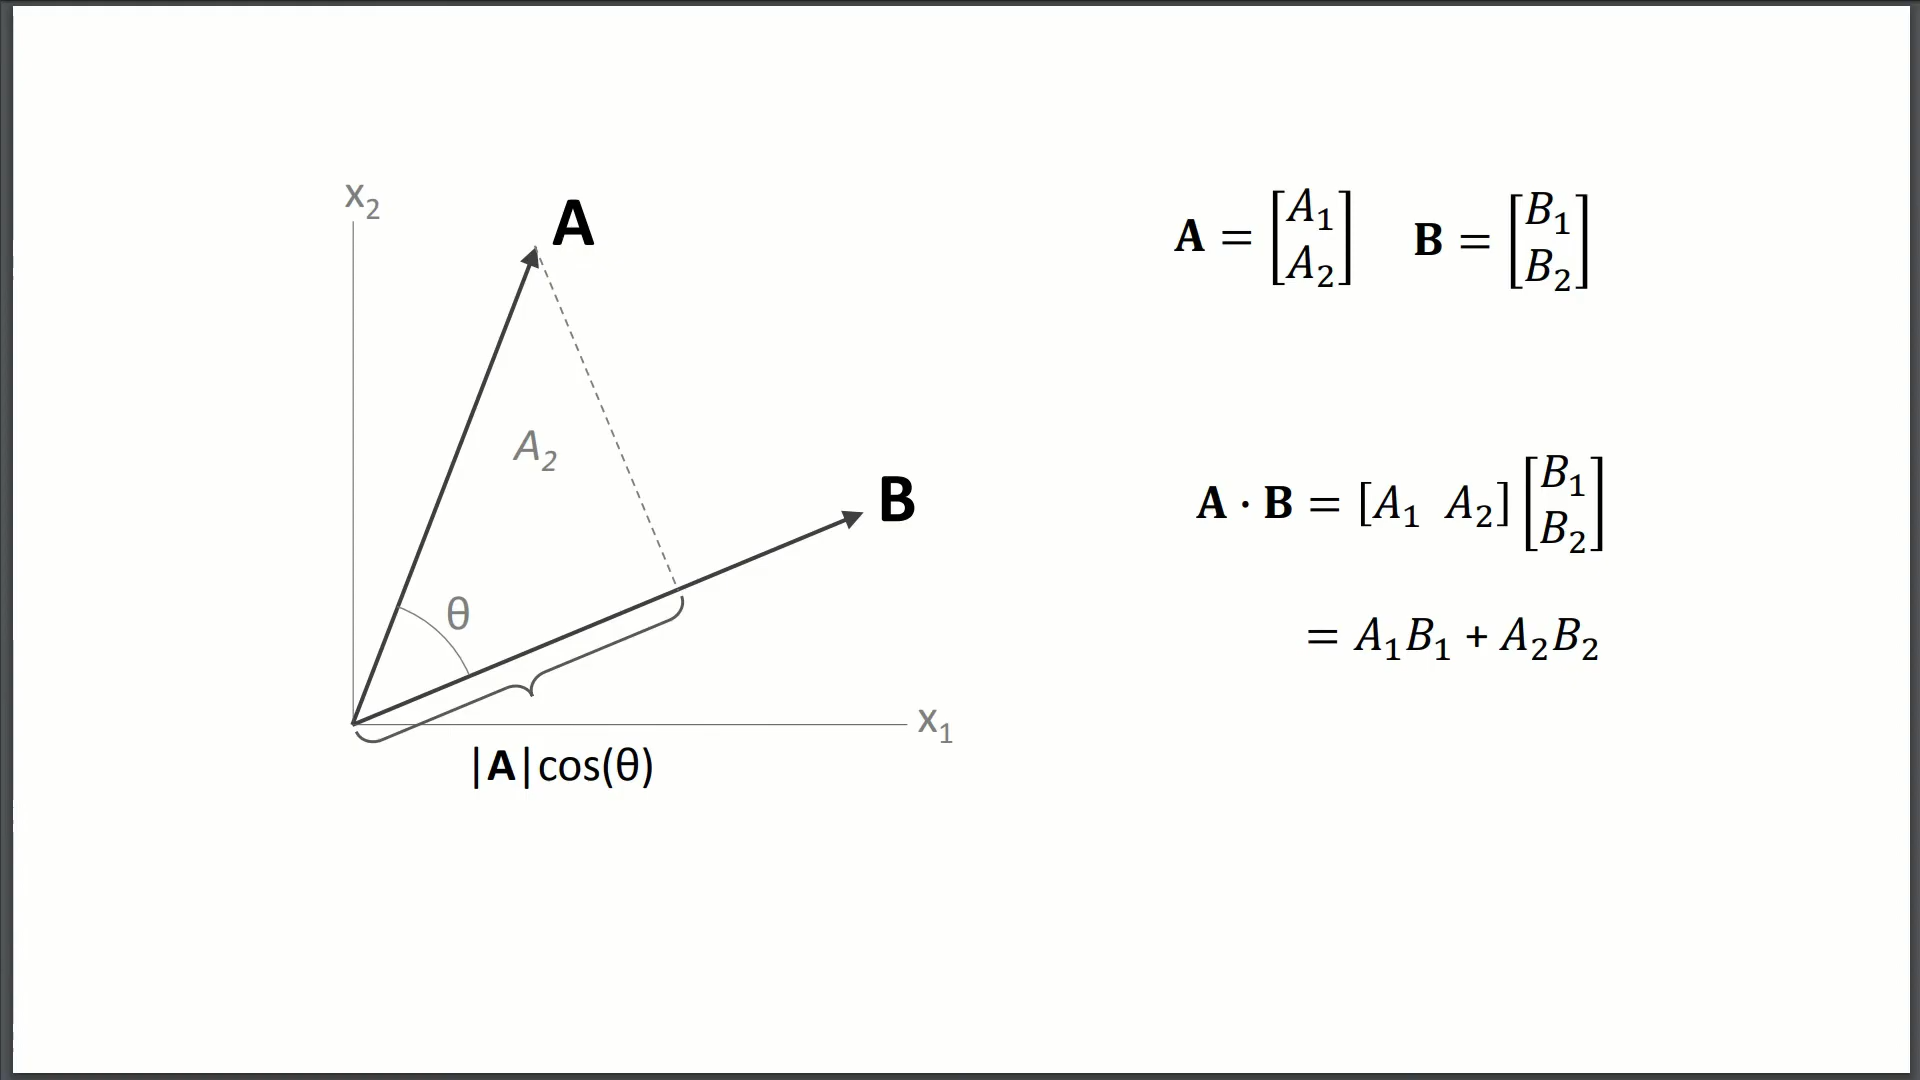 x₂
A
A₂
B
θ
x₁
|A|cos(θ)
A = [A₁ A₂] B = [B₁ B₂]
A · B = [A₁ A₂] [B₁ B₂]
= A₁B₁ + A₂B₂